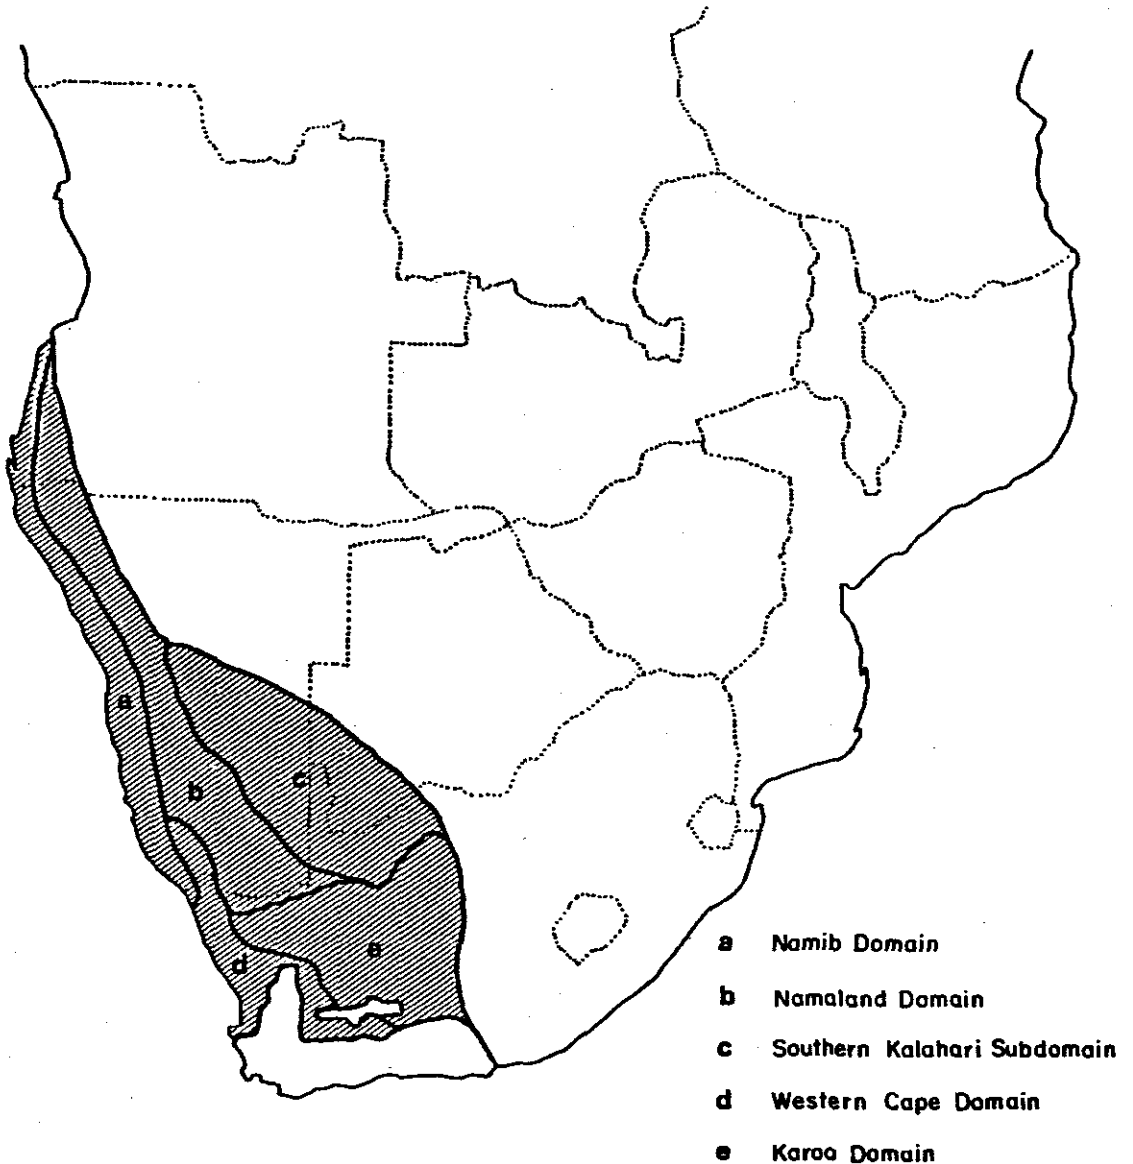 a
b
c
e
d
a Namib Domain
b Namaland Domain
c Southern Kalahari Subdomain
d Western Cape Domain
e Karoo Domain